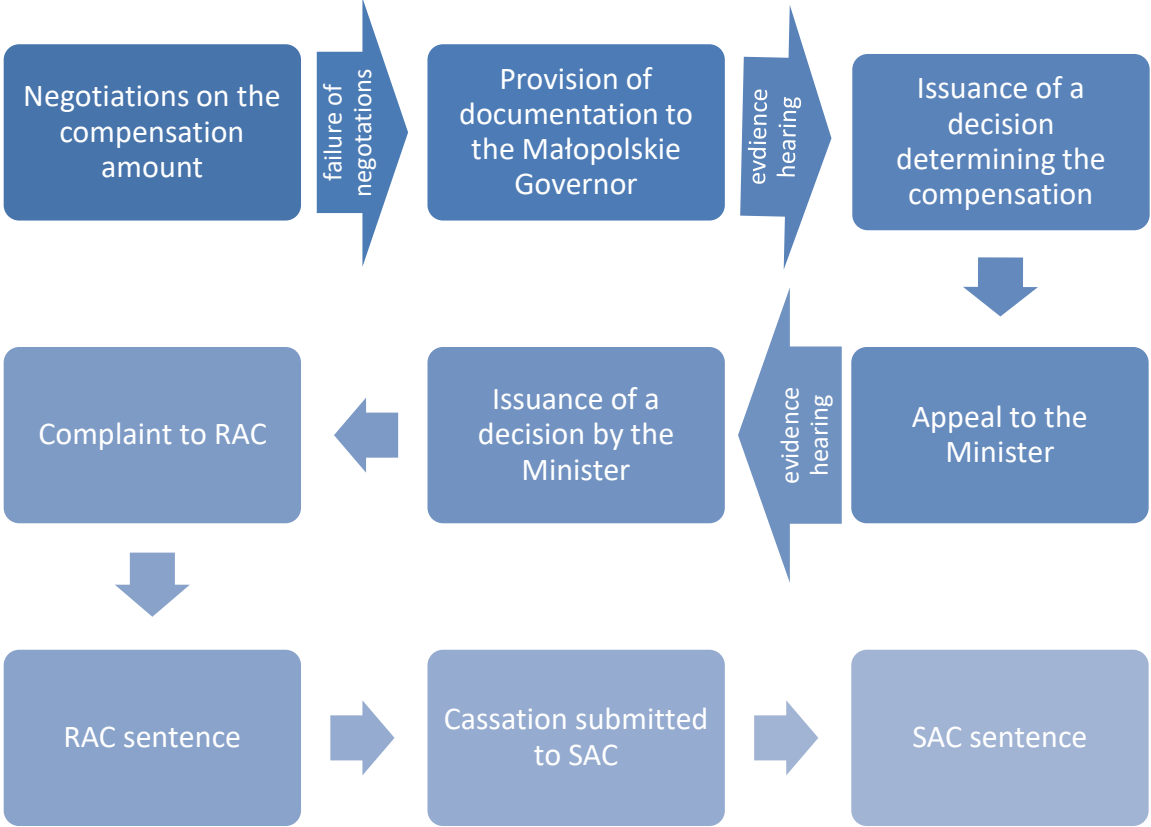 Negotiations on the
compensation
amount
failure of
negotations
Provision of
documentation to
the Małopolskie
Governor
evdience
hearing
Issuance of a
decision
determining the
compensation
Appeal to the
Minister
evidence
hearing
Issuance of a
decision by the
Minister
Complaint to RAC
RAC sentence
Cassation submitted
to SAC
SAC sentence